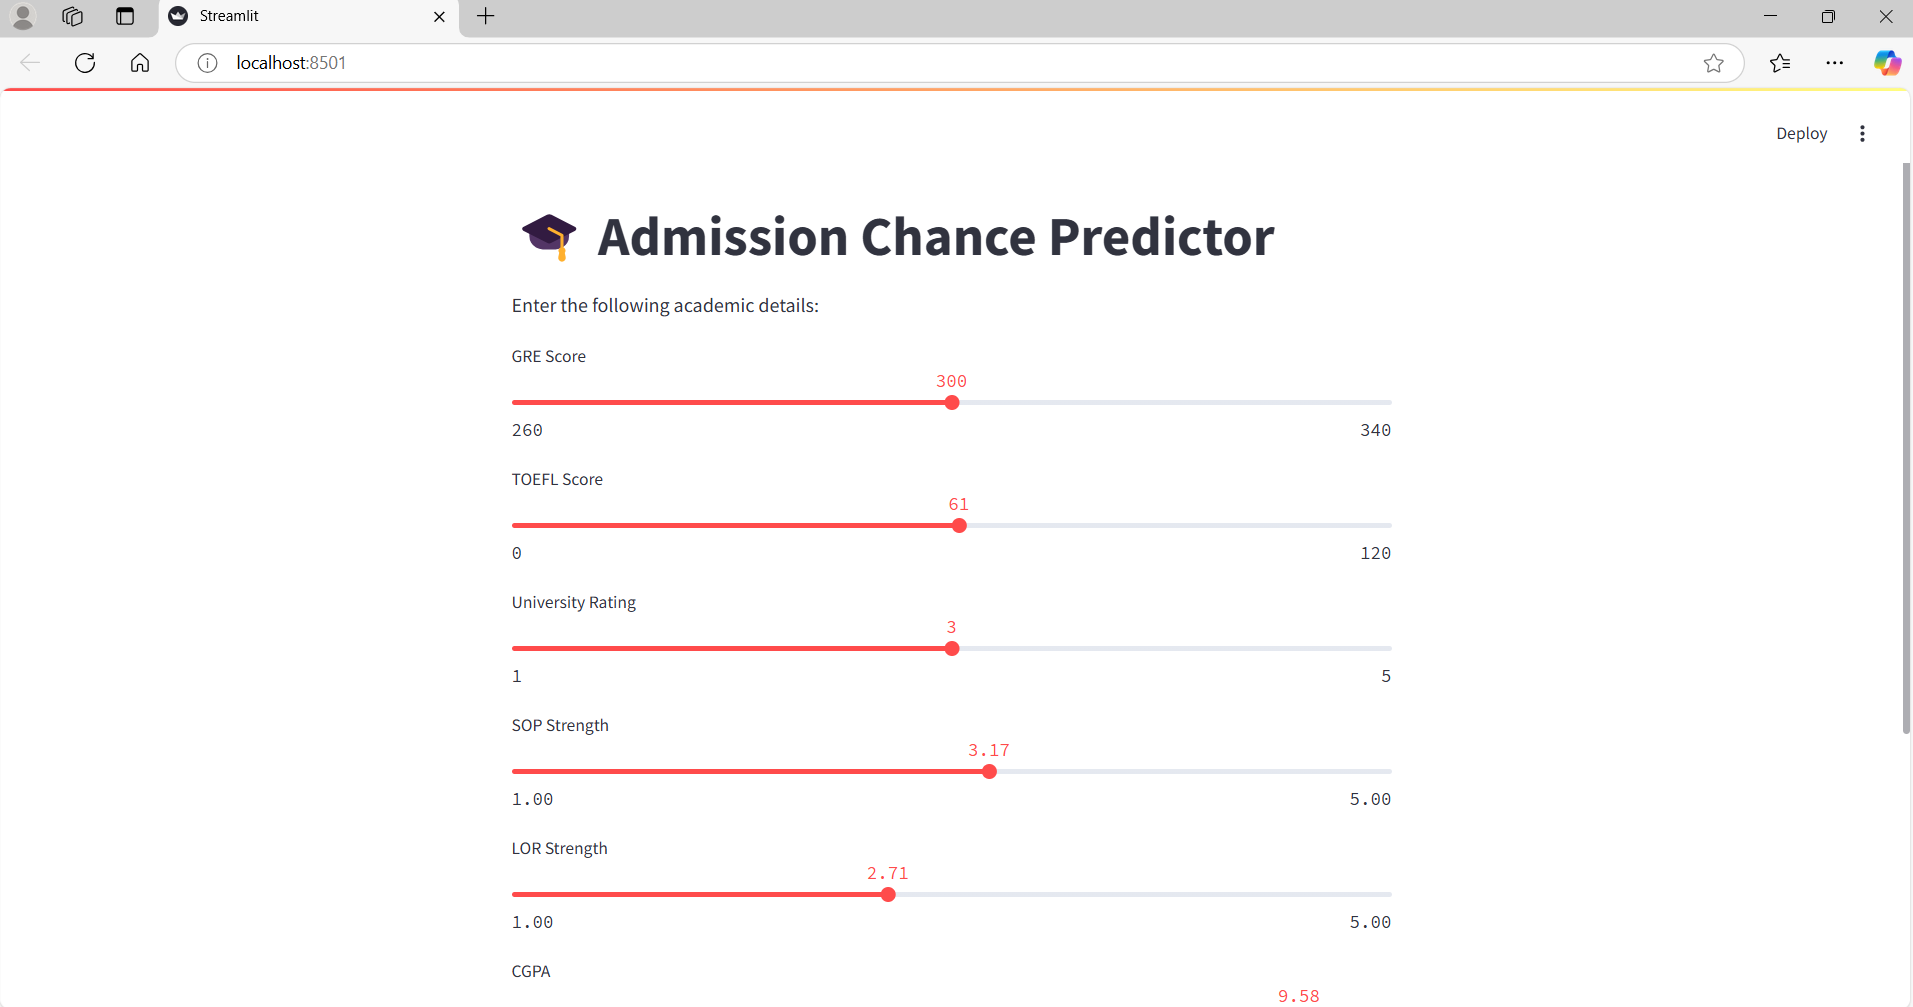 Streamlit
localhost:8501
Deploy
Admission Chance Predictor
Enter the following academic details:
GRE Score
300
260 340
TOEFL Score
61
0 120
University Rating
3
1 5
SOP Strength
3.17
1.00 5.00
LOR Strength
2.71
1.00 5.00
CGPA
9.58